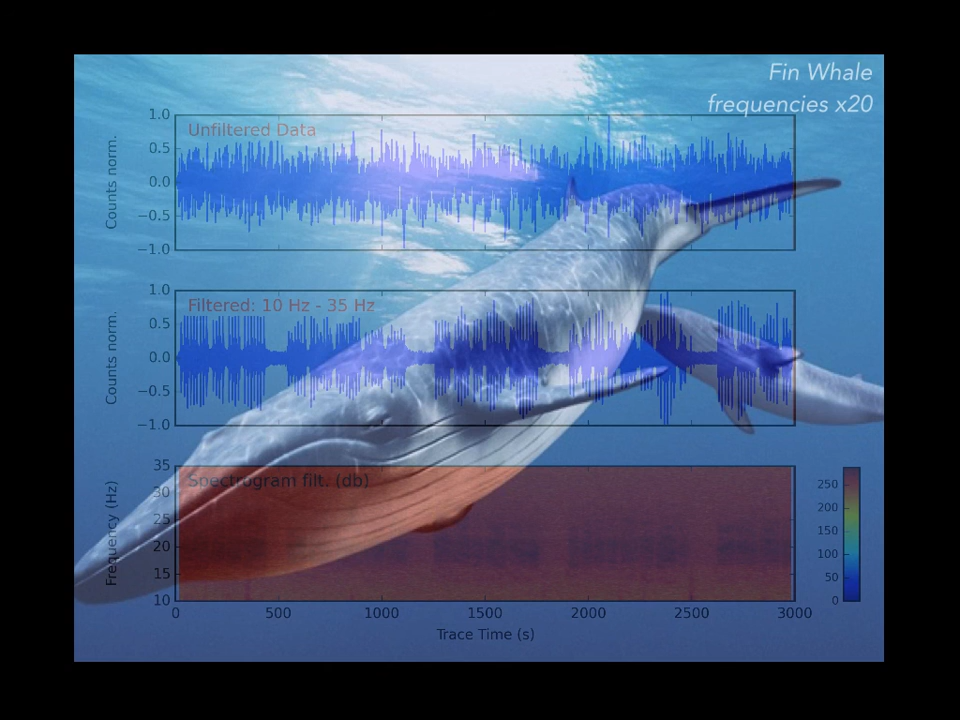 Fin Whale
frequencies x20
Unfiltered Data
Counts norm.
1.0
0.5
0.0
−0.5
−1.0
Filtered: 10 Hz - 35 Hz
Counts norm.
1.0
0.5
0.0
−0.5
−1.0
Spectrogram filt. (db)
Frequency (Hz)
35
30
25
20
15
10
0 500 1000 1500 2000 2500 3000
Trace Time (s)
250
200
150
100
50
0